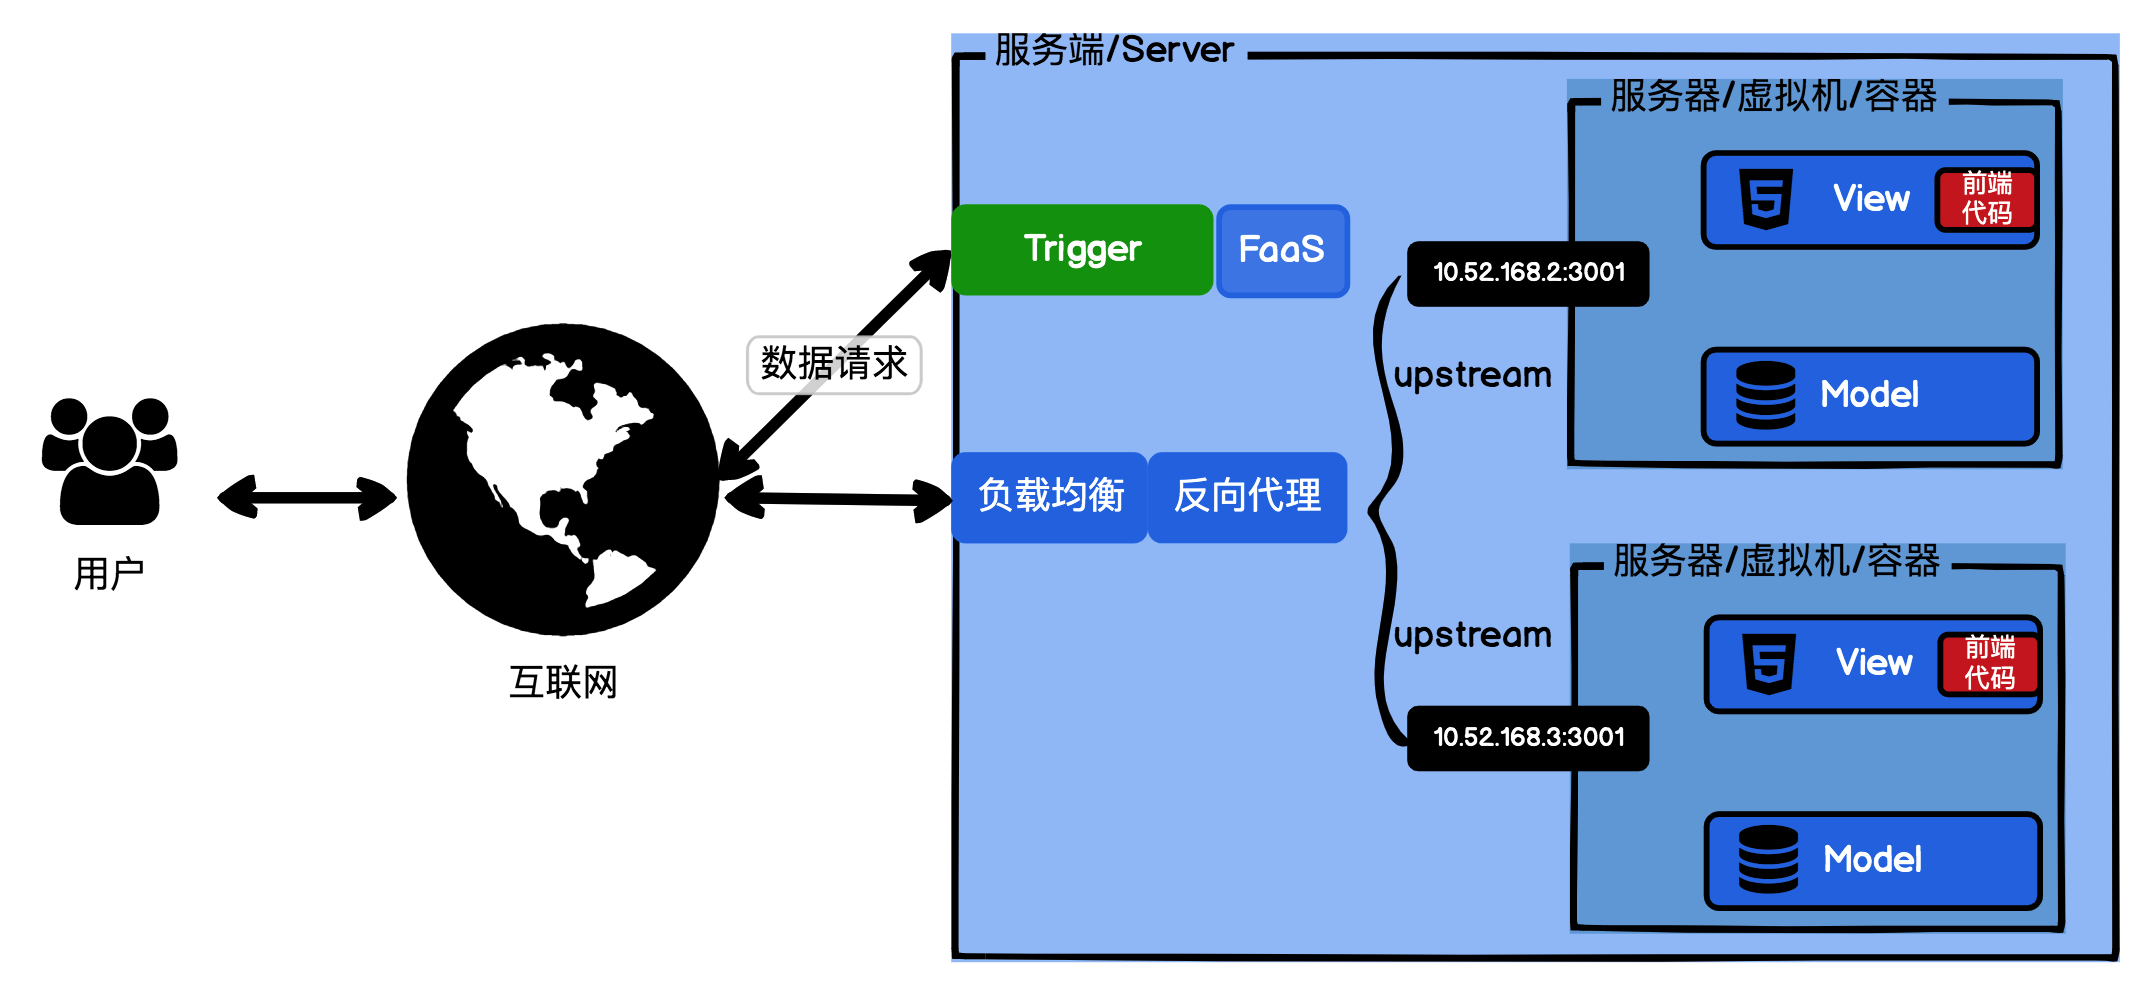 服务端/Server
服务器/虚拟机/容器
View
前端
代码
Trigger
FaaS
10.52.168.2:3001
数据请求
upstream
Model
负载均衡
反向代理
用户
互联网
服务器/虚拟机/容器
upstream
View
前端
代码
10.52.168.3:3001
Model